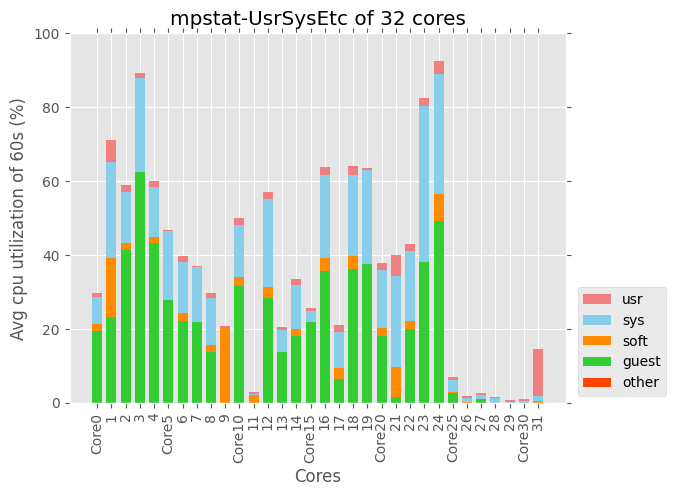 mpstat-UsrSysEtc of 32 cores
Avg cpu utilization of 60s (%)
100
80
60
40
20
0
Core0
1
2
3
4
Core5
6
7
8
9
Core10
11
12
13
14
Core15
16
17
18
19
Core20
21
22
23
24
Core25
26
27
28
29
Core30
31
Cores
usr
sys
soft
guest
other